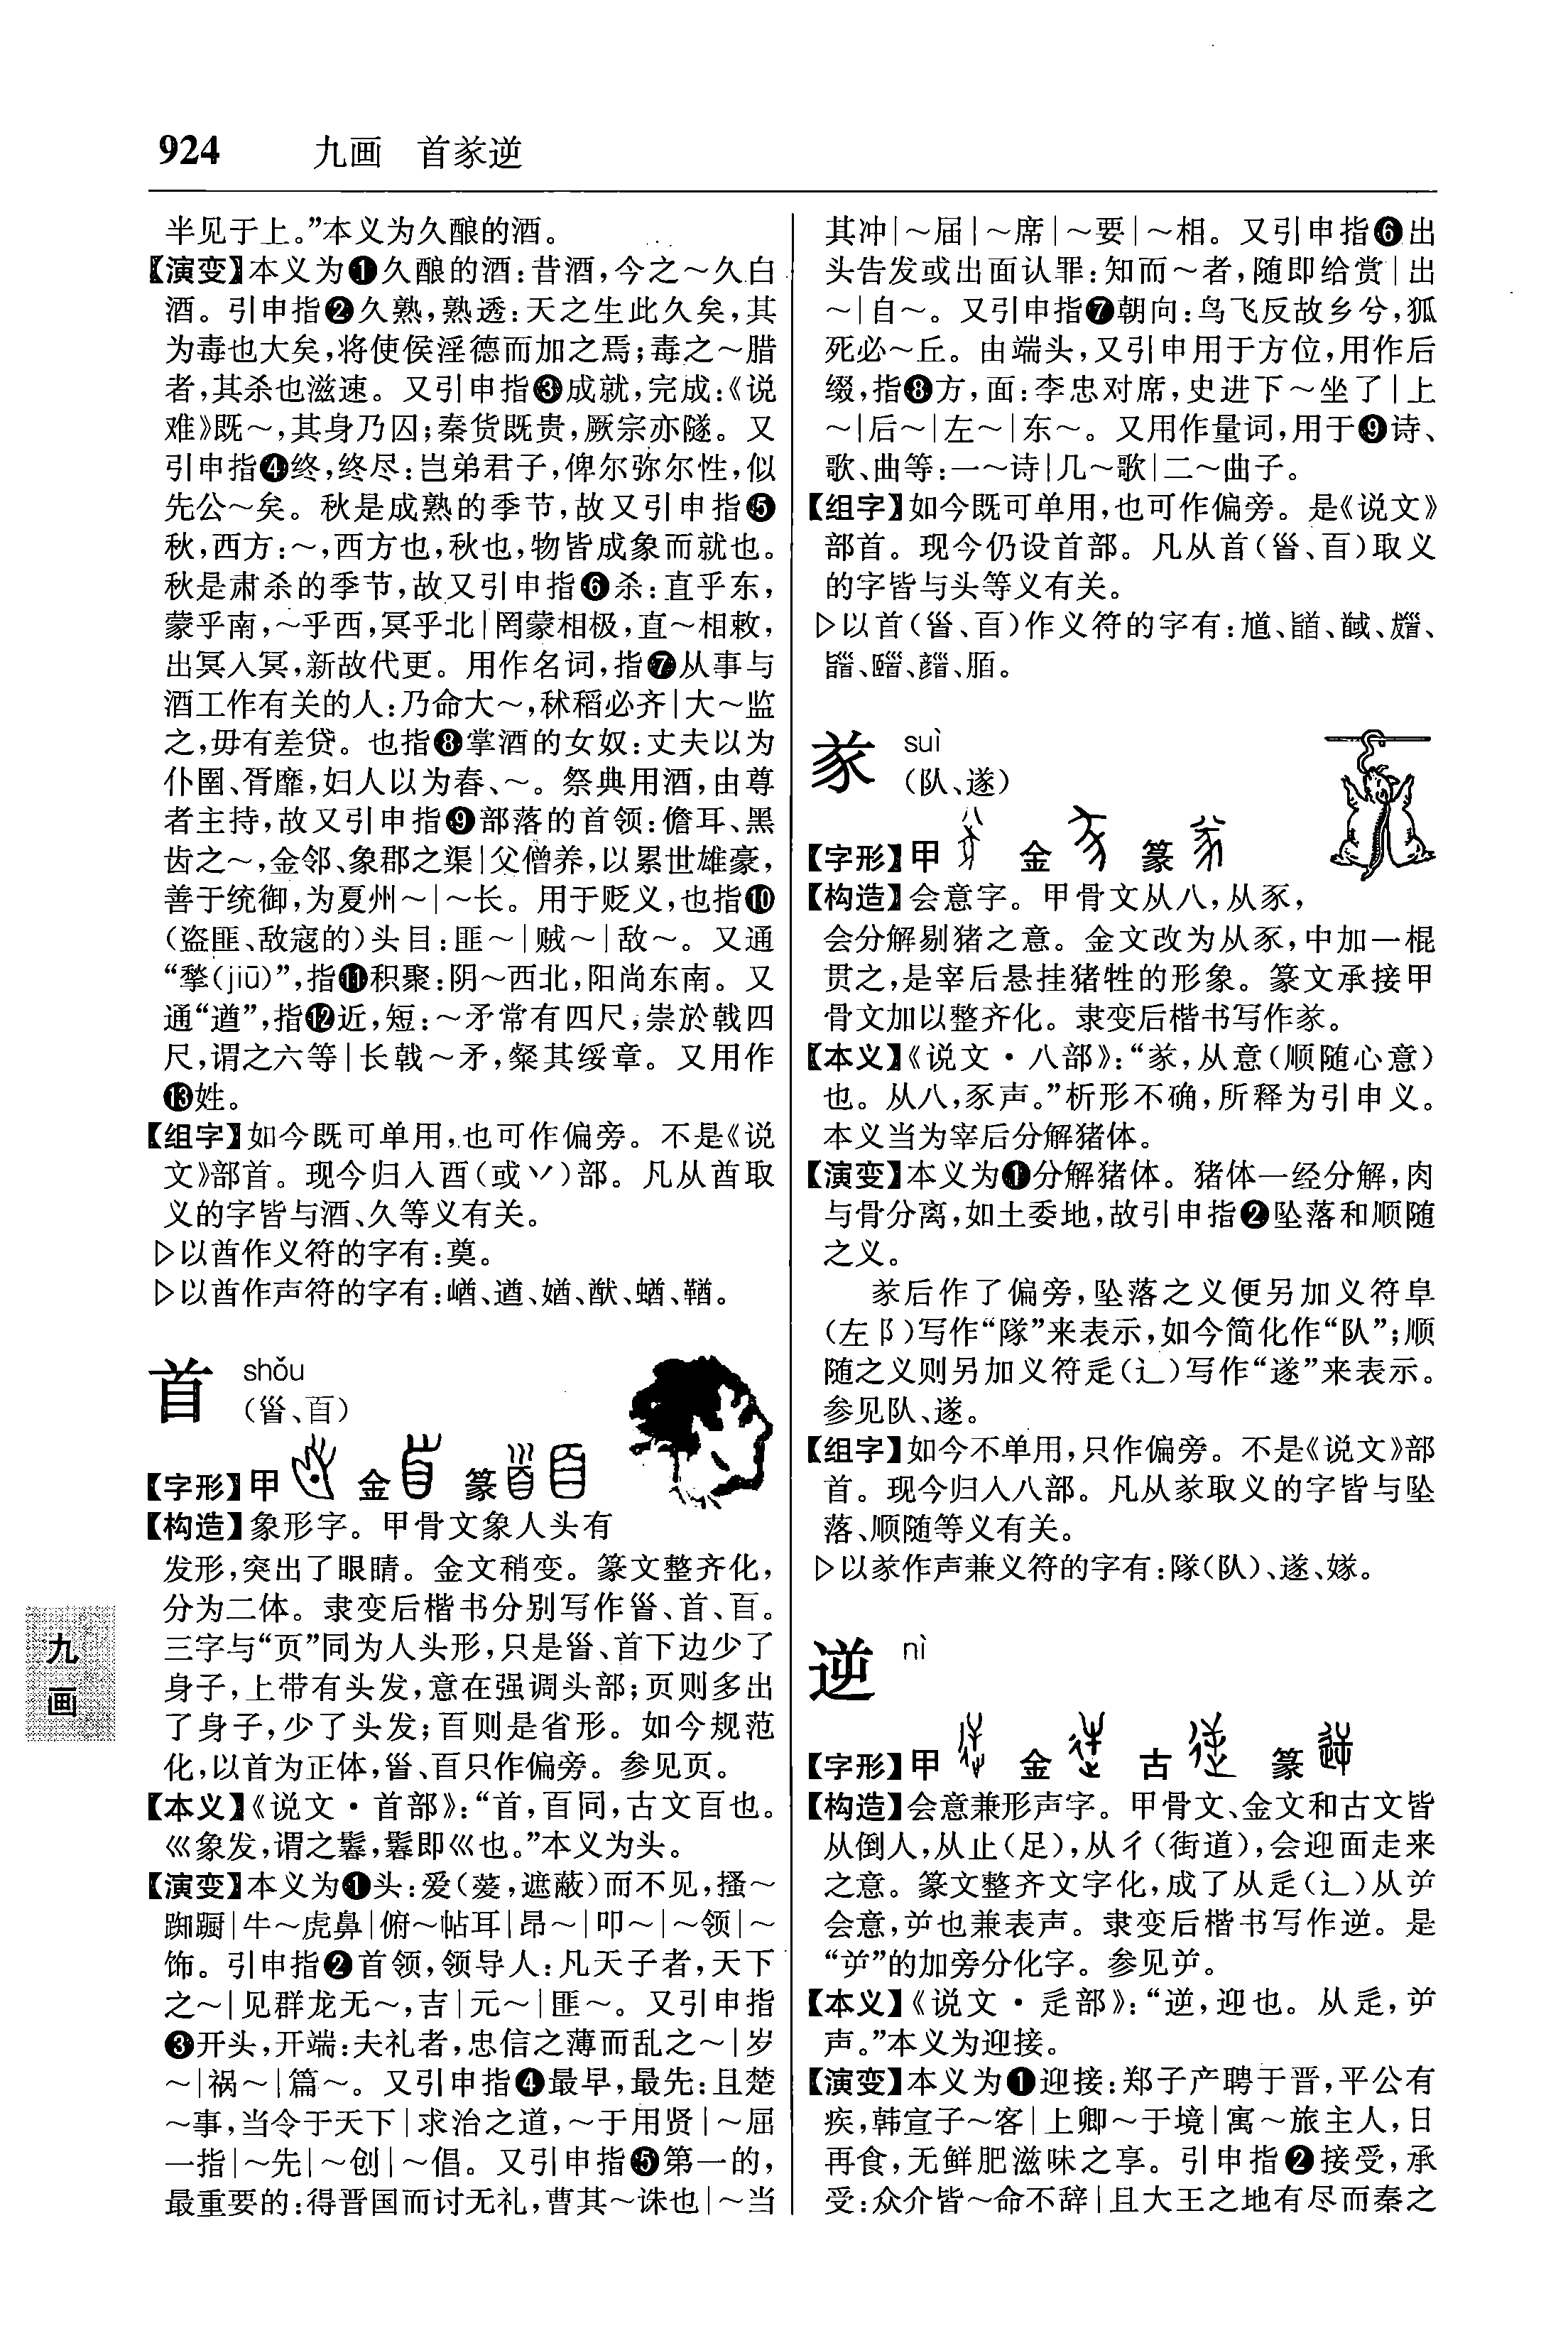 924 九画 首㒸逆
半见于上。”本义为久酿的酒。
【演变】本义为❶久酿的酒:昔酒,今之～久白
酒。引申指❷久熟,熟透:天之生此久矣,其
为毒也大矣,将使侯淫德而加之焉;毒之～腊
者,其杀也滋速。又引申指❸成就,完成:《说
难》既～,其身乃囚;秦货既贵,厥宗亦隧。又
引申指❹终,终尽:岂弟君子,俾尔弥尔性,似
先公～矣。秋是成熟的季节,故又引申指❺
秋,西方:～,西方也,秋也,物皆成象而就也。
秋是肃杀的季节,故又引申指❻杀:直乎东,
蒙乎南,～乎西,冥乎北|罔蒙相极,直～相敕,
出冥入冥,新故代更。用作名词,指❼从事与
酒工作有关的人:乃命大～,秫稻必齐|大～监
之,毋有差贷。也指❽掌酒的女奴:丈夫以为
仆圉、胥靡,妇人以为舂、～。祭典用酒,由尊
者主持,故又引申指❾部落的首领:儋耳、黑
齿之～,金邻、象郡之渠|父僧养,以累世雄豪,
善于统御,为夏州～|～长。用于贬义,也指❿
(盗匪、敌寇的)头目:匪～|贼～|敌～。又通
“揫(jiū)”,指⓫积聚:阴～西北,阳尚东南。又
通“遒”,指⓬近,短:～矛常有四尺,崇於戟四
尺,谓之六等|长戟～矛,粲其绥章。又用作
⓭姓。
【组字】如今既可单用,也可作偏旁。不是《说
文》部首。现今归入酉(或丷)部。凡从酋取
义的字皆与酒、久等义有关。
▷以酋作义符的字有:奠。
▷以酋作声符的字有:崷、遒、媨、猷、蝤、鞧。
首 shǒu
(𩠐、𦣻)
【字形】甲 金 篆
【构造】象形字。甲骨文象人头有
发形,突出了眼睛。金文稍变。篆文整齐化,
分为二体。隶变后楷书分别写作𩠐、首、𦣻。
三字与“页”同为人头形,只是𩠐、首下边少了
身子,上带有头发,意在强调头部;页则多出
了身子,少了头发;𦣻则是省形。如今规范
化,以首为正体,𩠐、𦣻只作偏旁。参见页。
【本义】《说文·首部》:“首,𦣻同,古文𦣻也。
巛象发,谓之鬊,鬊即巛也。”本义为头。
【演变】本义为❶头:爱(薆,遮蔽)而不见,搔～
踟蹰|牛～虎鼻|俯～帖耳|昂～|叩～|～领|～
饰。引申指❷首领,领导人:凡天子者,天下
之～|见群龙无～,吉|元～|匪～。又引申指
❸开头,开端:夫礼者,忠信之薄而乱之～|岁
～|祸～|篇～。又引申指❹最早,最先:且楚
～事,当令于天下|求治之道,～于用贤|～屈
一指|～先|～创|～倡。又引申指❺第一的,
最重要的:得晋国而讨无礼,曹其～诛也|～当
其冲|～届|～席|～要|～相。又引申指❻出
头告发或出面认罪:知而～者,随即给赏|出
～|自～。又引申指❼朝向:鸟飞反故乡兮,狐
死必～丘。由端头,又引申用于方位,用作后
缀,指❽方,面:李忠对席,史进下～坐了|上
～|后～|左～|东～。又用作量词,用于❾诗、
歌、曲等:一～诗|几～歌|二～曲子。
【组字】如今既可单用,也可作偏旁。是《说文》
部首。现今仍设首部。凡从首(𩠐、𦣻)取义
的字皆与头等义有关。
▷以首(𩠐、𦣻)作义符的字有:馗、
㒸 suì
(队、遂)
【字形】甲 金 篆
【构造】会意字。甲骨文从八,从豕,
会分解剔猪之意。金文改为从豕,中加一棍
贯之,是宰后悬挂猪牲的形象。篆文承接甲
骨文加以整齐化。隶变后楷书写作㒸。
【本义】《说文·八部》:“㒸,从意(顺随心意)
也。从八,豕声。”析形不确,所释为引申义。
本义当为宰后分解猪体。
【演变】本义为❶分解猪体。猪体一经分解,肉
与骨分离,如土委地,故引申指❷坠落和顺随
之义。
㒸后作了偏旁,坠落之义便另加义符阜
(左阝)写作“隊”来表示,如今简化作“队”;顺
随之义则另加义符辵(辶)写作“遂”来表示。
参见队、遂。
【组字】如今不单用,只作偏旁。不是《说文》部
首。现今归入八部。凡从㒸取义的字皆与坠
落、顺随等义有关。
▷以㒸作声兼义符的字有:隊(队)、遂、㜞。
逆 nì
【字形】甲 金 古 篆
【构造】会意兼形声字。甲骨文、金文和古文皆
从倒人,从止(足),从彳(街道),会迎面走来
之意。篆文整齐文字化,成了从辵(辶)从屰
会意,屰也兼表声。隶变后楷书写作逆。是
“屰”的加旁分化字。参见屰。
【本义】《说文·辵部》:“逆,迎也。从辵,屰
声。”本义为迎接。
【演变】本义为❶迎接:郑子产聘于晋,平公有
疾,韩宣子～客|上卿～于境|寓～旅主人,日
再食,无鲜肥滋味之享。引申指❷接受,承
受:众介皆～命不辞|且大王之地有尽而秦之
九
画